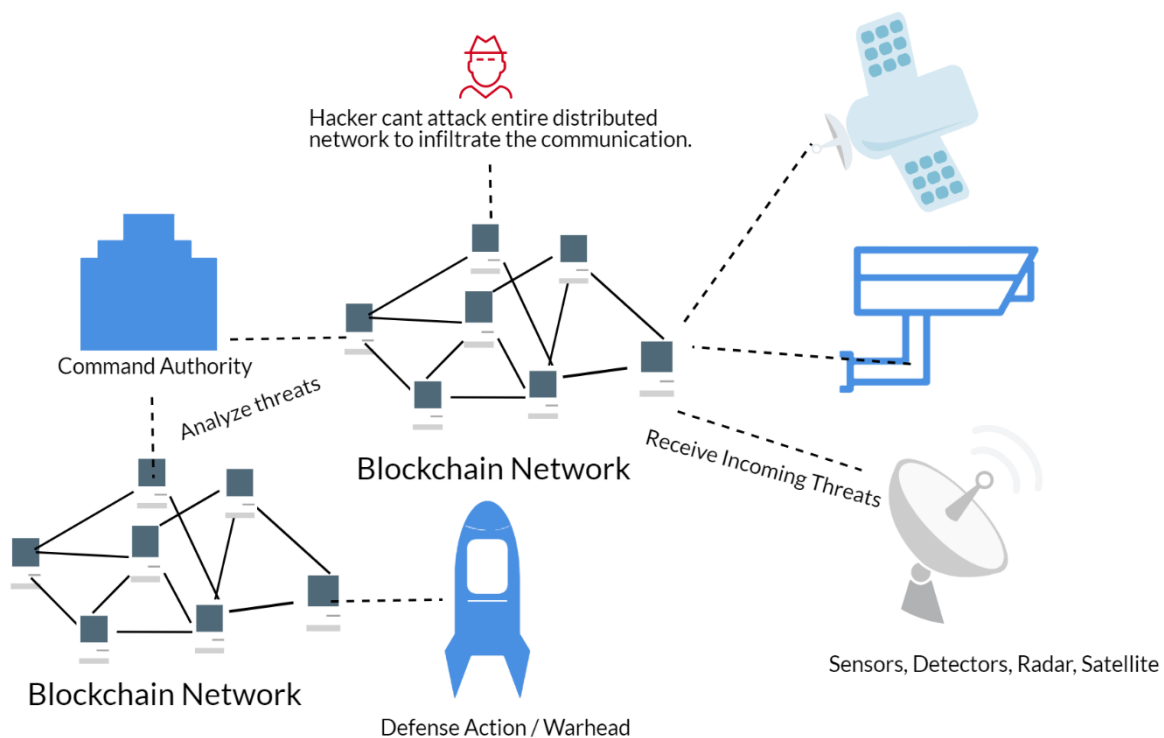 Hacker cant attack entire distributed
network to infiltrate the communication.
Command Authority
Analyze threats
Blockchain Network
Receive Incoming Threats
Sensors, Detectors, Radar, Satellite
Blockchain Network
Defense Action / Warhead